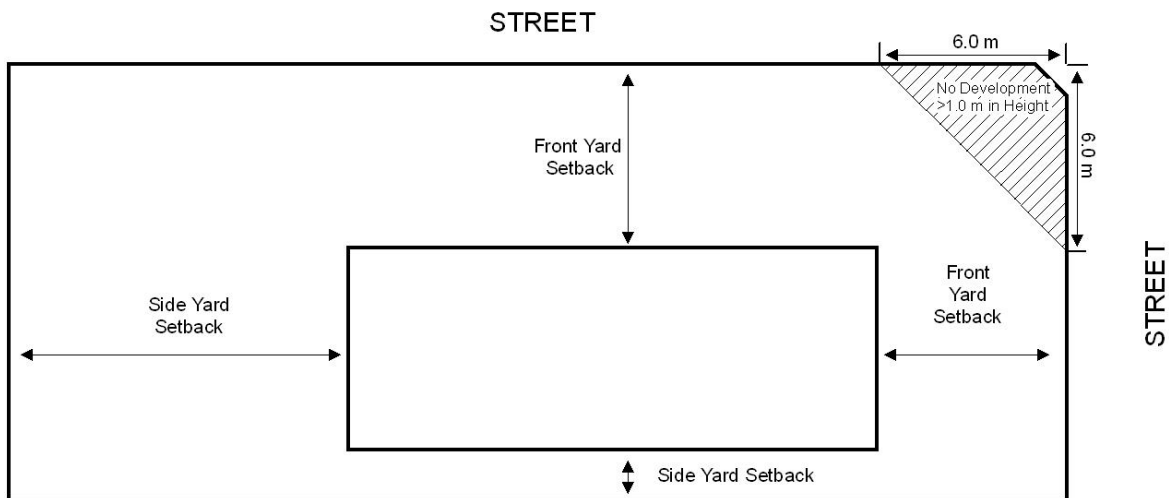 STREET
6.0 m
No Development
>1.0 m in Height
6.0 m
Front Yard
Setback
STREET
Side Yard
Setback
Front
Yard
Setback
Side Yard Setback